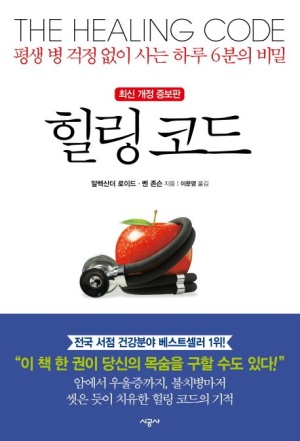 THE HEALING CODE
평생 병 걱정 없이 사는 하루 6분의 비밀
최신 개정 증보판
힐링 코드
알렉산더 로이드 · 벤 존슨 지음 | 이문영 옮김
전국 서점 건강분야 베스트셀러 1위!
“이 책 한 권이 당신의 목숨을 구할 수도 있다!”
암에서 우울증까지, 불치병마저
씻은 듯이 치유한 힐링 코드의 기적
시공사